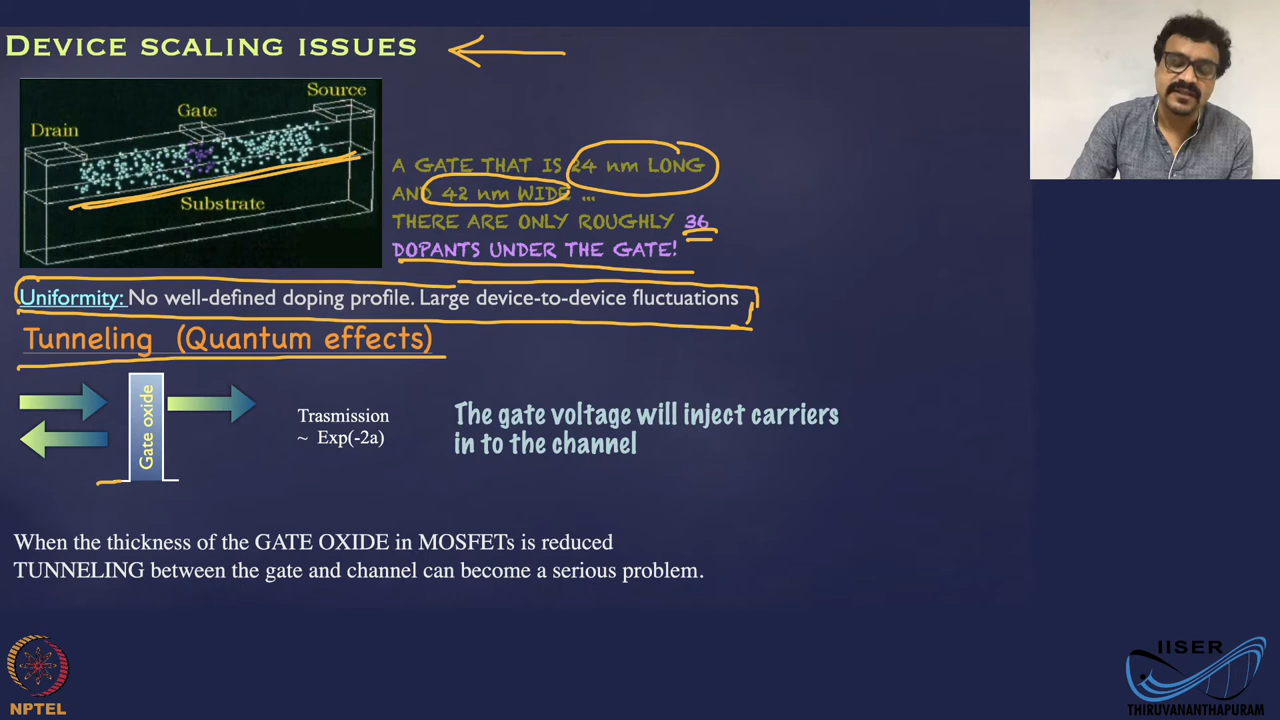 DEVICE SCALING ISSUES
Source
Gate
Drain
Substrate
A GATE THAT IS 24 nm LONG
AND 42 nm WIDE ...
THERE ARE ONLY ROUGHLY 36
DOPANTS UNDER THE GATE!
Uniformity: No well-defined doping profile. Large device-to-device fluctuations
Tunneling (Quantum effects)
Gate oxide
Trasmission
~ Exp(-2a)
The gate voltage will inject carriers
in to the channel
When the thickness of the GATE OXIDE in MOSFETs is reduced
TUNNELING between the gate and channel can become a serious problem.
NPTEL
IISER
THIRUVANANTHAPURAM